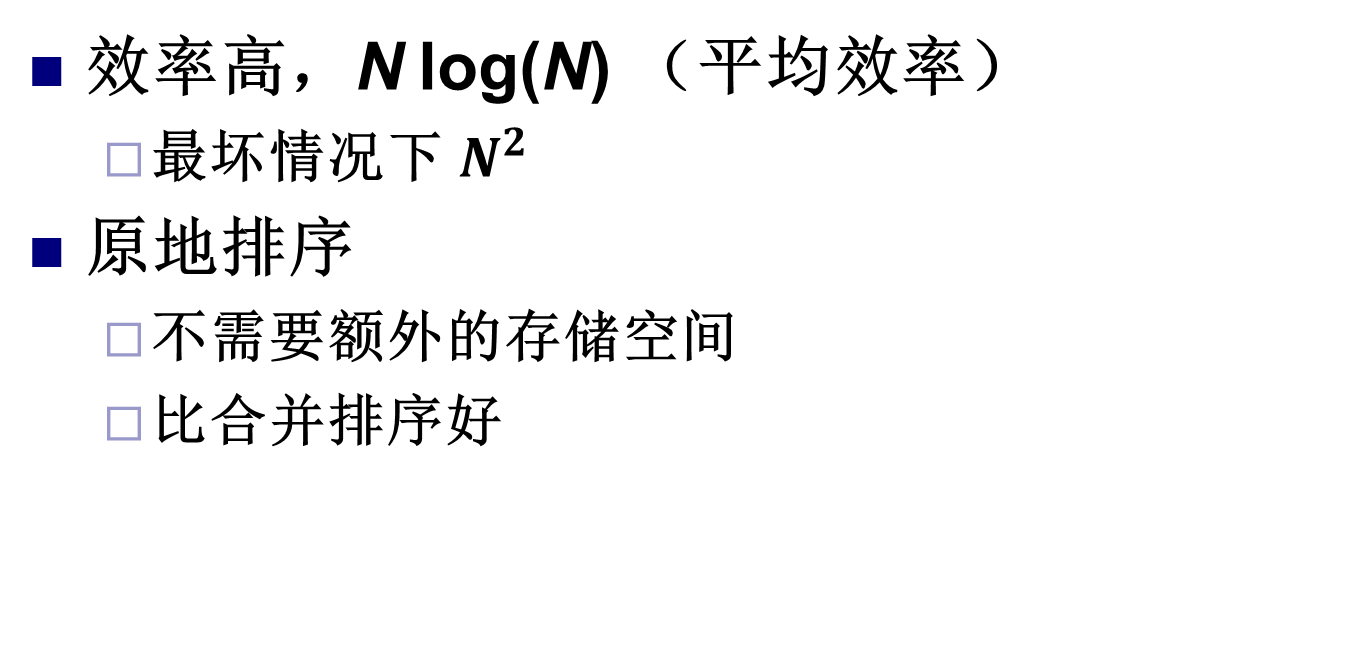 效率高，N log(N) （平均效率）
最坏情况下 N²
原地排序
不需要额外的存储空间
比合并排序好